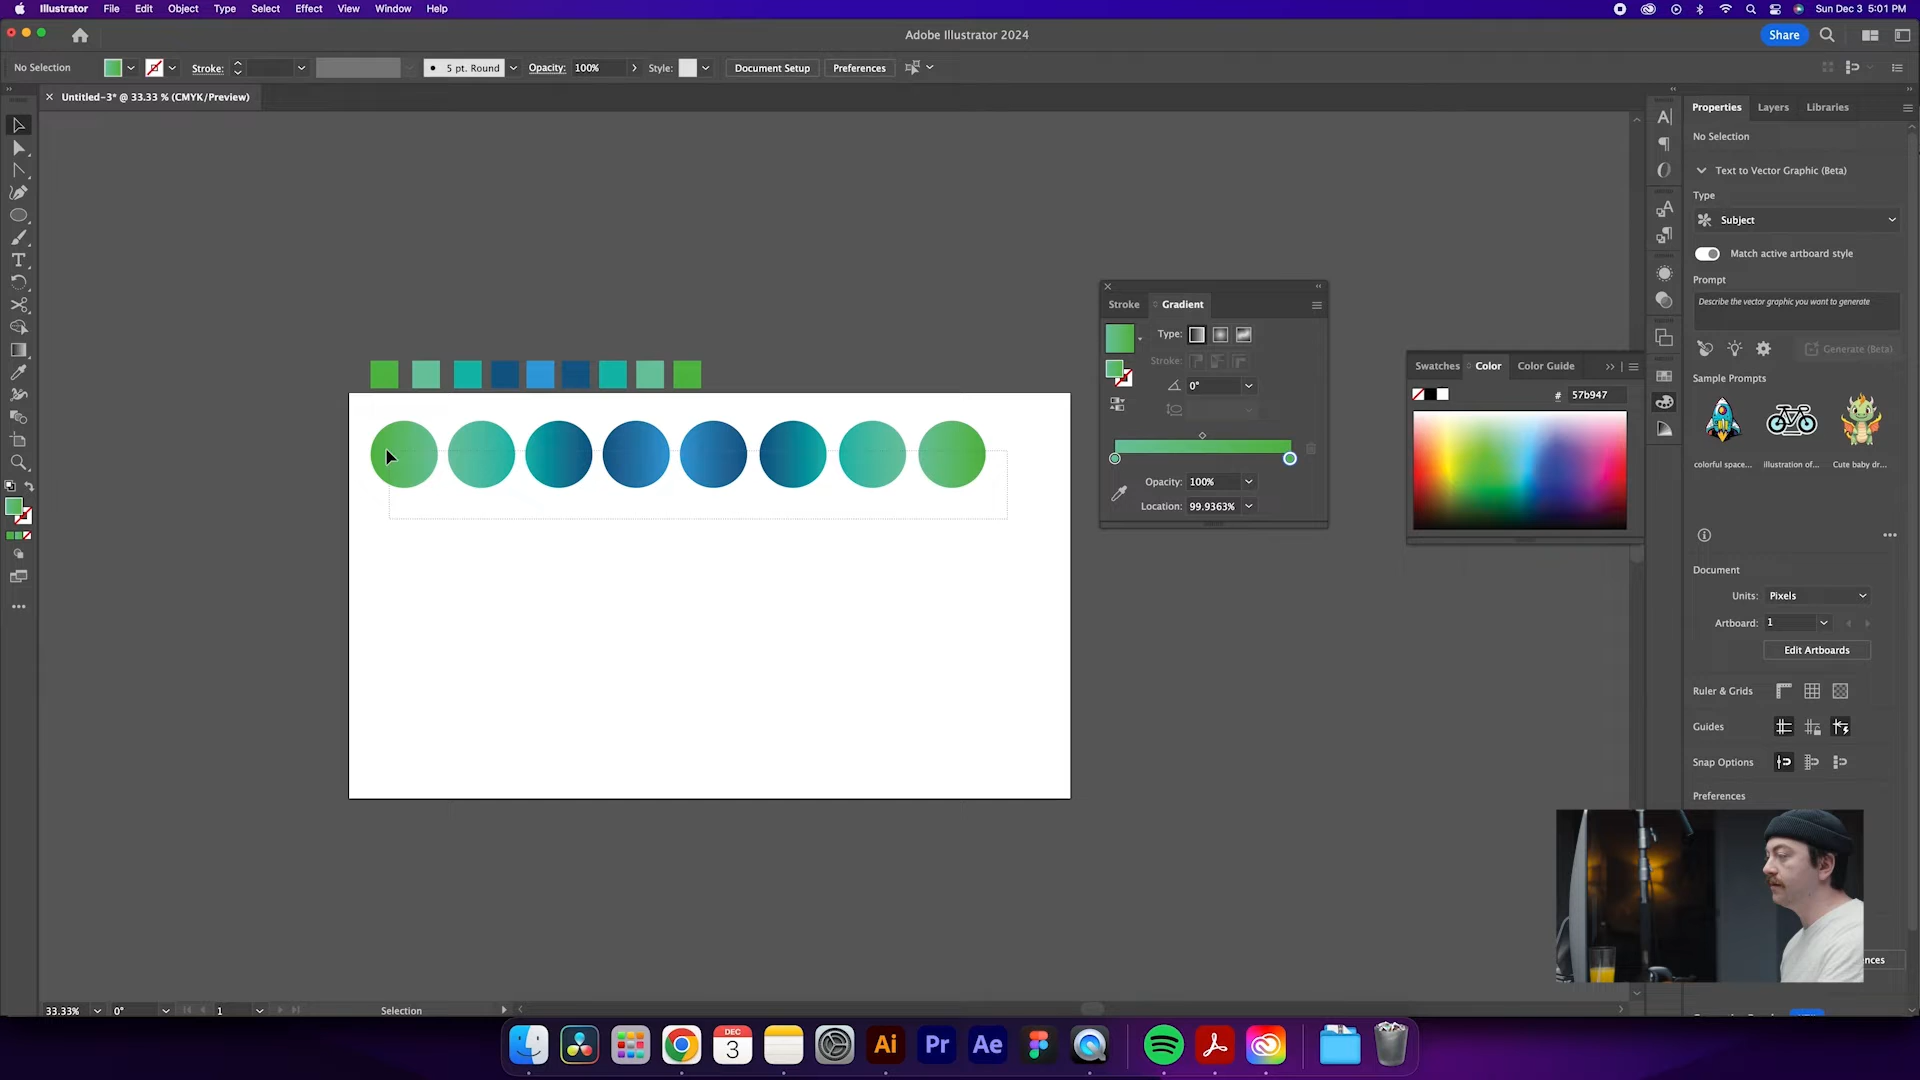 Illustrator File Edit Object Type Select Effect View Window Help Sun Dec 3 5:01 PM
Adobe Illustrator 2024
Share
No Selection Stroke: 5 pt. Round Opacity: 100% Style: Document Setup Preferences
Untitled-3* @ 33.33 % (CMYK/Preview)
Properties Layers Libraries
No Selection
Text to Vector Graphic (Beta)
Type
Subject
Match active artboard style
Prompt
Describe the vector graphic you want to generate
Generate (Beta)
Sample Prompts
colorful space... illustration of... Cute baby dr...
Document
Units: Pixels
Artboard: 1
Edit Artboards
Ruler & Grids
Guides
Snap Options
Preferences
nces
Stroke Gradient
Type:
Stroke:
0°
Opacity: 100%
Location: 99.9363%
Swatches Color Color Guide
# 57b947
33.33% 0° 1 Selection
DEC
3
Ai Pr Ae